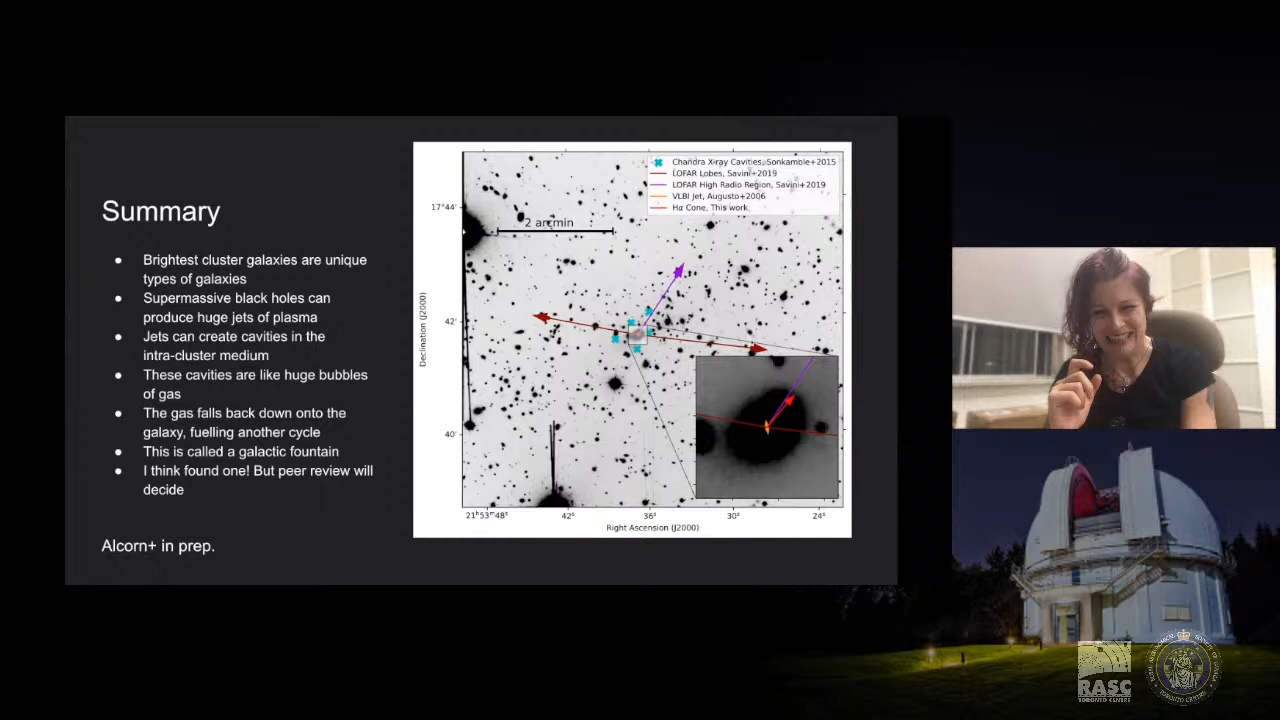 Summary
Brightest cluster galaxies are unique
types of galaxies
Supermassive black holes can
produce huge jets of plasma
Jets can create cavities in the
intra-cluster medium
These cavities are like huge bubbles
of gas
The gas falls back down onto the
galaxy, fuelling another cycle
This is called a galactic fountain
I think found one! But peer review will
decide
Alcorn+ in prep.
Chandra X-ray Cavities, Sonkamble+2015
LOFAR Lobes, Savini+2019
LOFAR High Radio Region, Savini+2019
VLBI Jet, Augusto+2006
Hα Cone, This work
2 arcmin
17°44'
42'
40'
Declination (J2000)
21ʰ53ᵐ48ˢ 42ˢ 36ˢ 30ˢ 24ˢ
Right Ascension (J2000)
RASC
TORONTO CENTRE